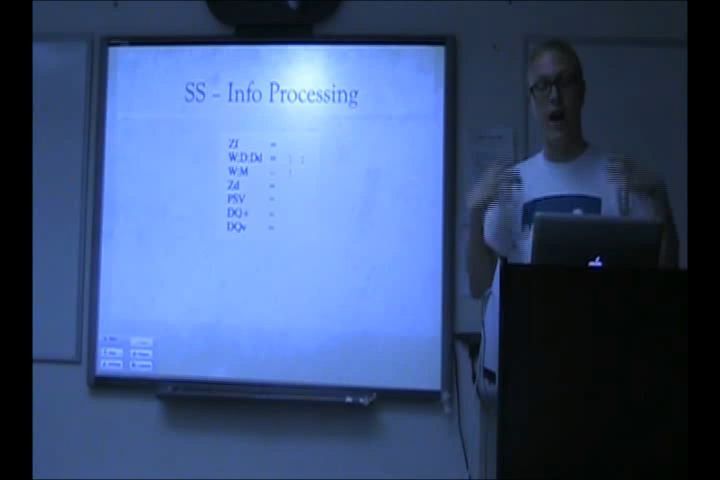 SS – Info Processing
Zf =
W:D:Dd = : :
W:M = :
Zd =
PSV =
DQ+ =
DQv =